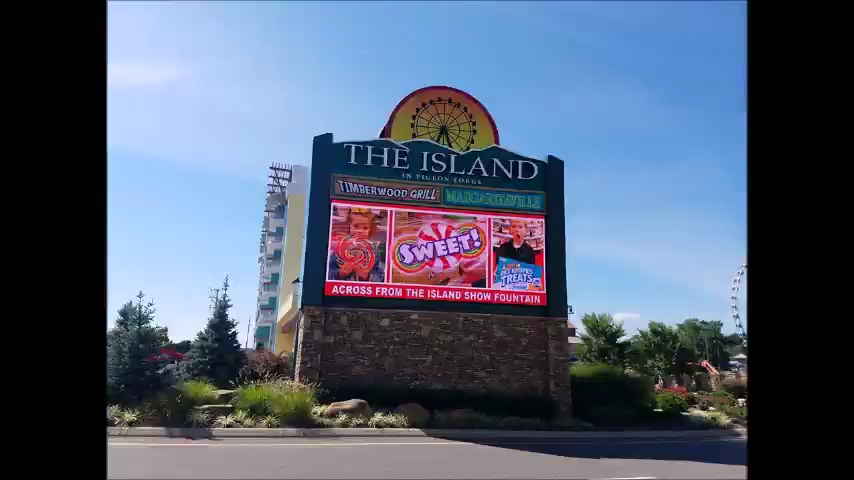 THE ISLAND
IN PIGEON FORGE
TIMBERWOOD GRILL
MARGARITAVILLE
SWEET!
RICE KRISPIES
TREATS
ACROSS FROM THE ISLAND SHOW FOUNTAIN